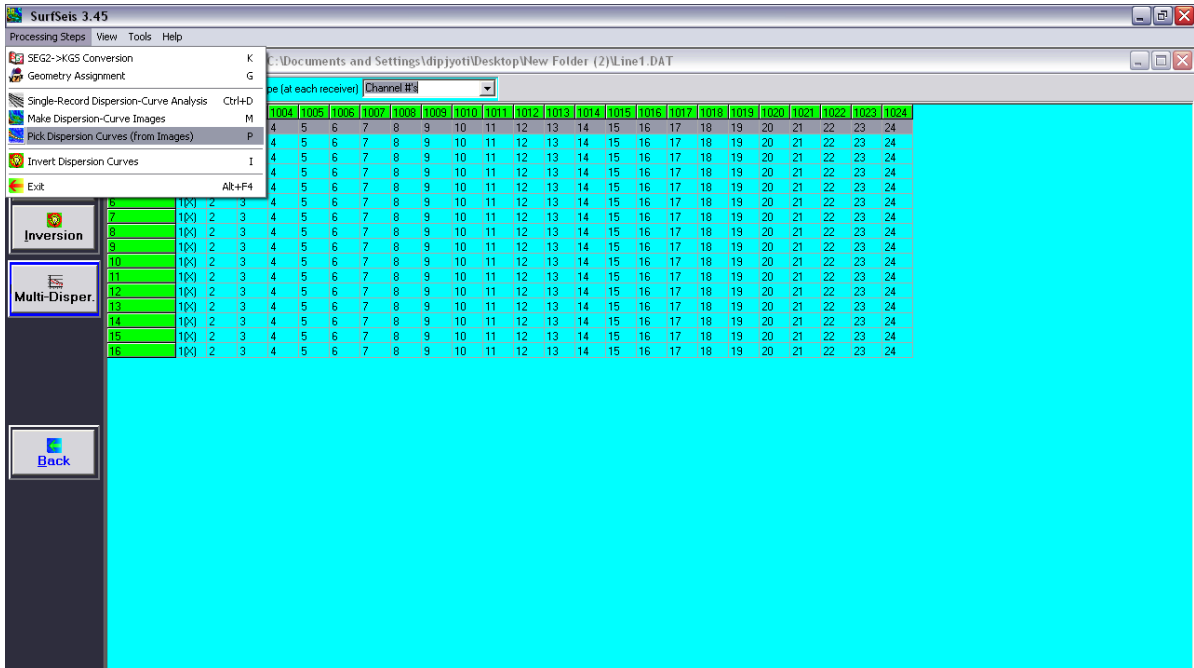 SurfSeis 3.45
Processing Steps View Tools Help
SEG2->KGS Conversion K
Geometry Assignment G
Single-Record Dispersion-Curve Analysis Ctrl+D
Make Dispersion-Curve Images M
Pick Dispersion Curves (from Images) P
Invert Dispersion Curves I
Exit Alt+F4
C:\Documents and Settings\dipjyoti\Desktop\New Folder (2)\Line1.DAT
pe (at each receiver) Channel #'s
1004 1005 1006 1007 1008 1009 1010 1011 1012 1013 1014 1015 1016 1017 1018 1019 1020 1021 1022 1023 1024
4 5 6 7 8 9 10 11 12 13 14 15 16 17 18 19 20 21 22 23 24
4 5 6 7 8 9 10 11 12 13 14 15 16 17 18 19 20 21 22 23 24
4 5 6 7 8 9 10 11 12 13 14 15 16 17 18 19 20 21 22 23 24
4 5 6 7 8 9 10 11 12 13 14 15 16 17 18 19 20 21 22 23 24
4 5 6 7 8 9 10 11 12 13 14 15 16 17 18 19 20 21 22 23 24
6 1(X) 2 3 4 5 6 7 8 9 10 11 12 13 14 15 16 17 18 19 20 21 22 23 24
7 1(X) 2 3 4 5 6 7 8 9 10 11 12 13 14 15 16 17 18 19 20 21 22 23 24
8 1(X) 2 3 4 5 6 7 8 9 10 11 12 13 14 15 16 17 18 19 20 21 22 23 24
9 1(X) 2 3 4 5 6 7 8 9 10 11 12 13 14 15 16 17 18 19 20 21 22 23 24
10 1(X) 2 3 4 5 6 7 8 9 10 11 12 13 14 15 16 17 18 19 20 21 22 23 24
11 1(X) 2 3 4 5 6 7 8 9 10 11 12 13 14 15 16 17 18 19 20 21 22 23 24
12 1(X) 2 3 4 5 6 7 8 9 10 11 12 13 14 15 16 17 18 19 20 21 22 23 24
13 1(X) 2 3 4 5 6 7 8 9 10 11 12 13 14 15 16 17 18 19 20 21 22 23 24
14 1(X) 2 3 4 5 6 7 8 9 10 11 12 13 14 15 16 17 18 19 20 21 22 23 24
15 1(X) 2 3 4 5 6 7 8 9 10 11 12 13 14 15 16 17 18 19 20 21 22 23 24
16 1(X) 2 3 4 5 6 7 8 9 10 11 12 13 14 15 16 17 18 19 20 21 22 23 24
Inversion
Multi-Disper.
Back